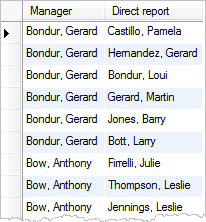 Manager Direct report
Bondur, Gerard Castillo, Pamela
Bondur, Gerard Hernandez, Gerard
Bondur, Gerard Bondur, Loui
Bondur, Gerard Gerard, Martin
Bondur, Gerard Jones, Barry
Bondur, Gerard Bott, Larry
Bow, Anthony Firrelli, Julie
Bow, Anthony Thompson, Leslie
Bow, Anthony Jennings, Leslie